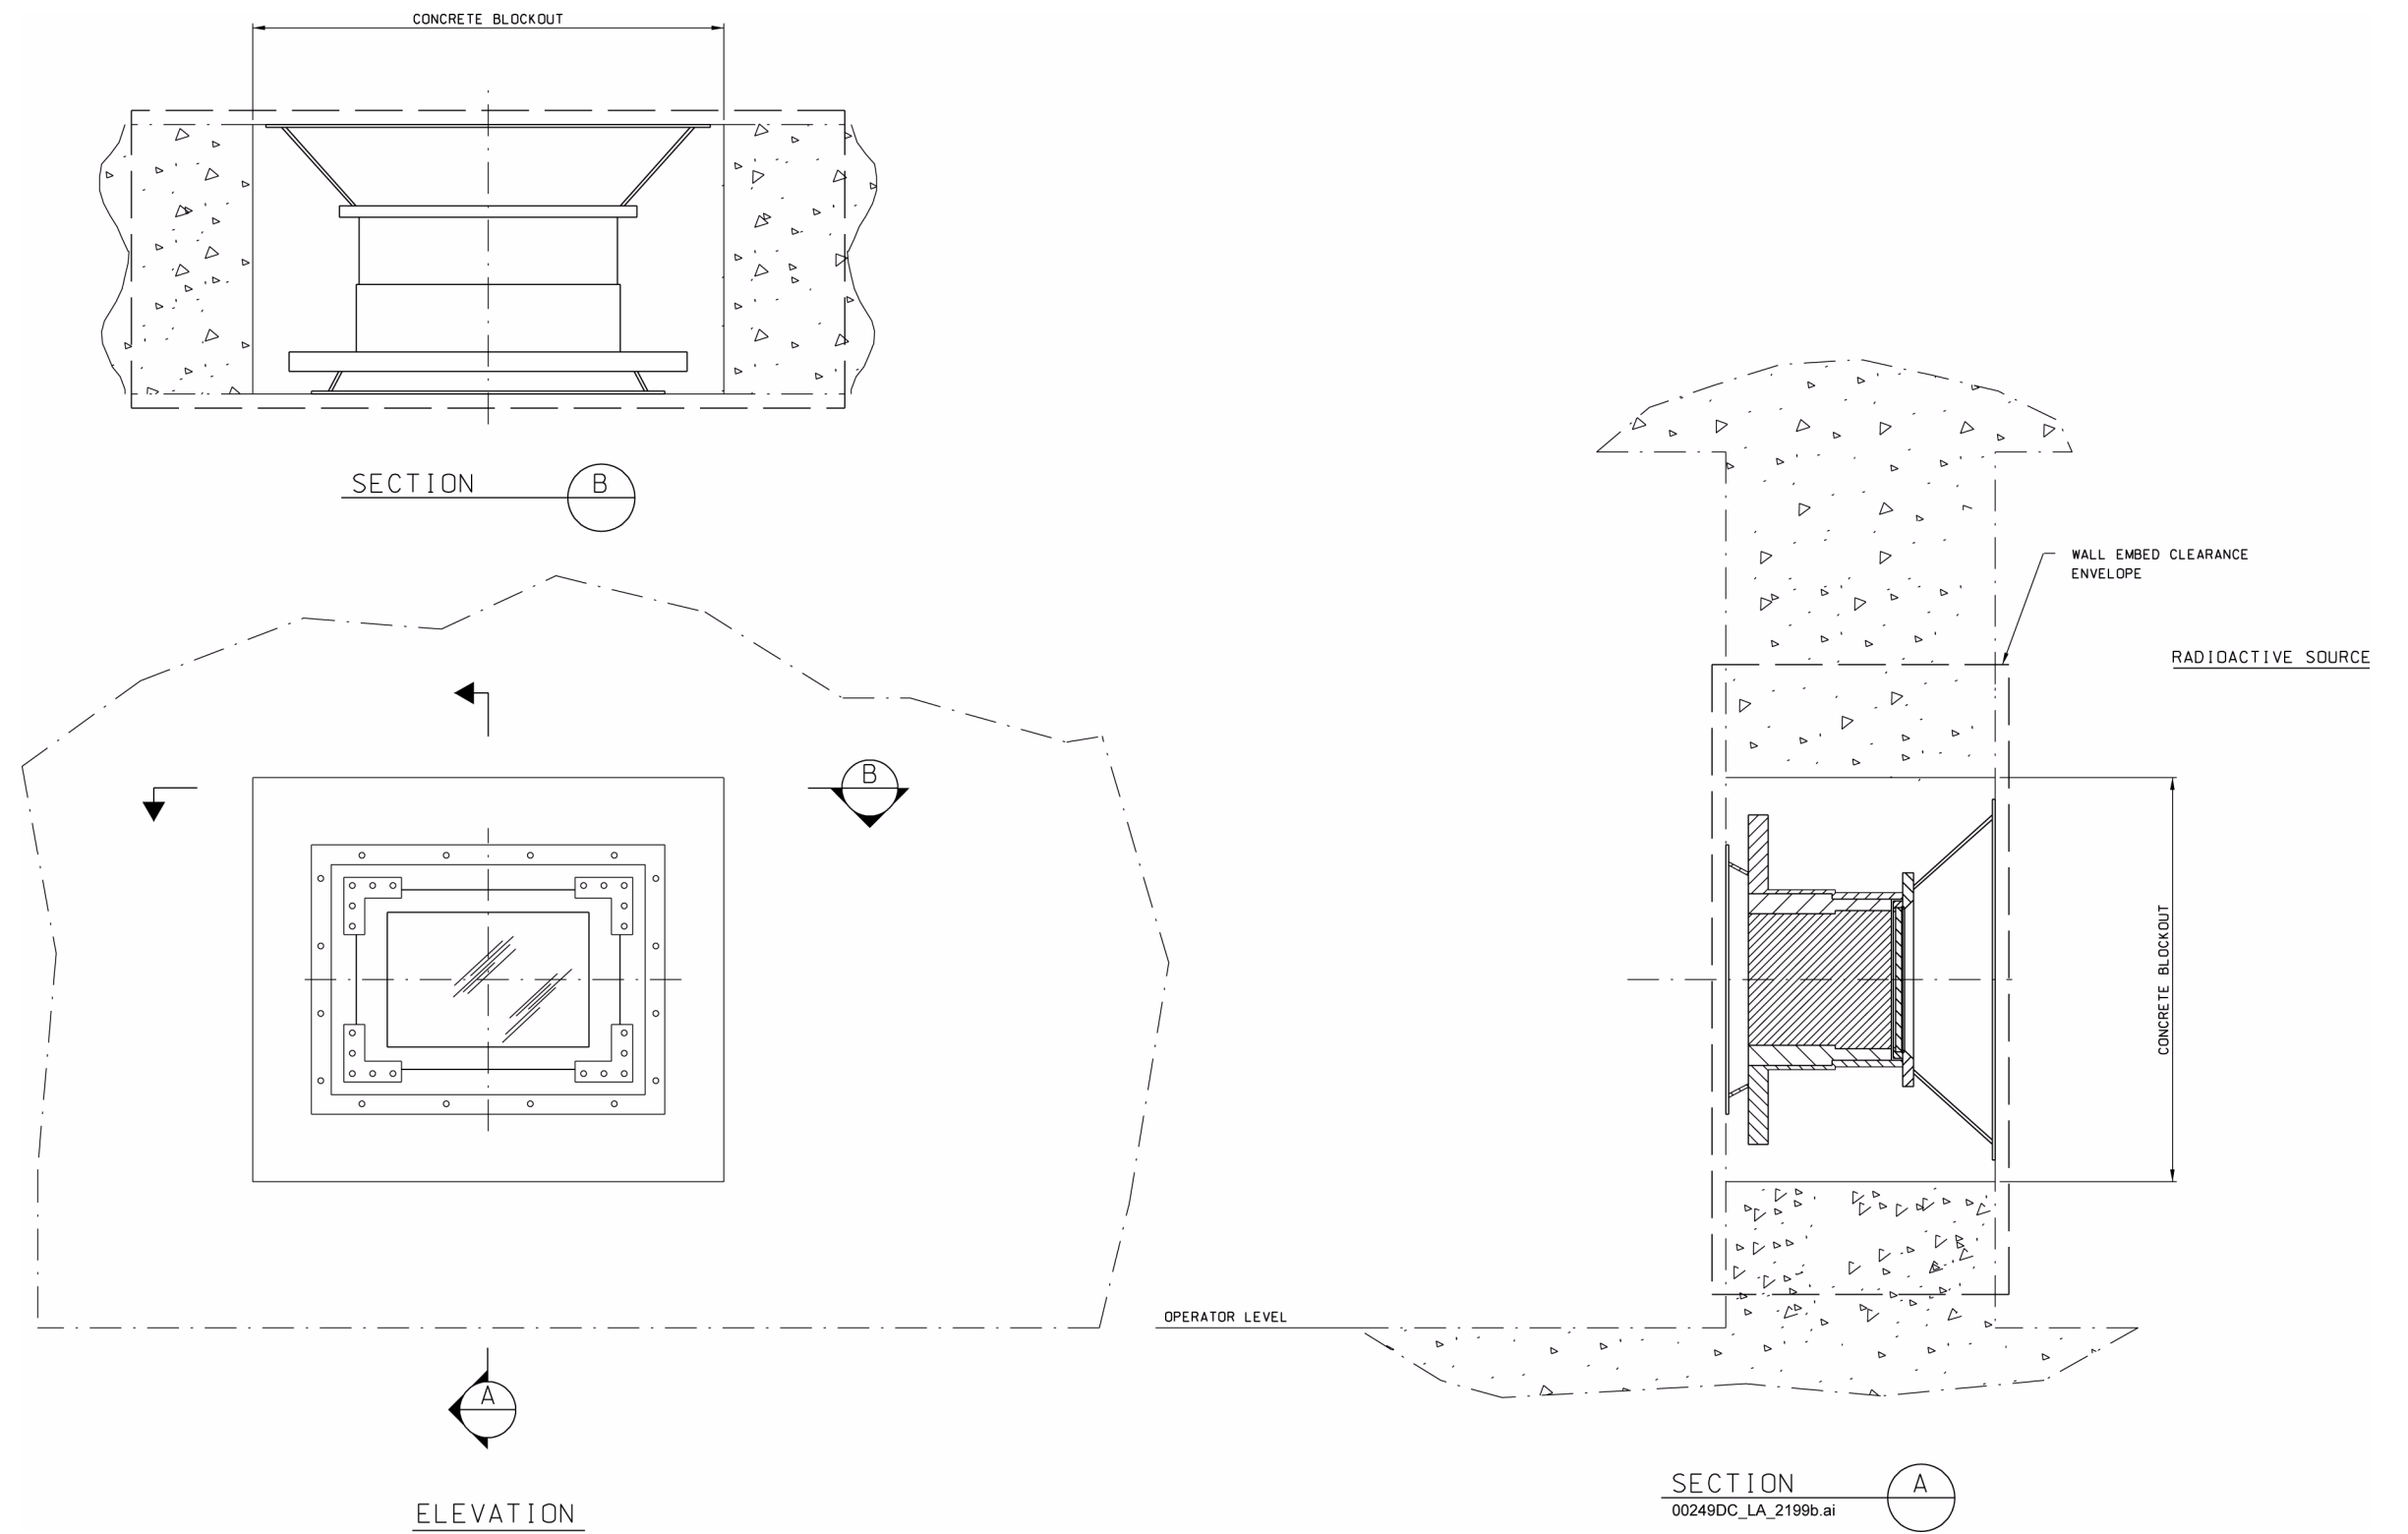 CONCRETE BLOCKOUT
SECTION B
WALL EMBED CLEARANCE
ENVELOPE
RADIOACTIVE SOURCE
B
CONCRETE BLOCKOUT
OPERATOR LEVEL
A
ELEVATION
SECTION A
00249DC_LA_2199b.ai